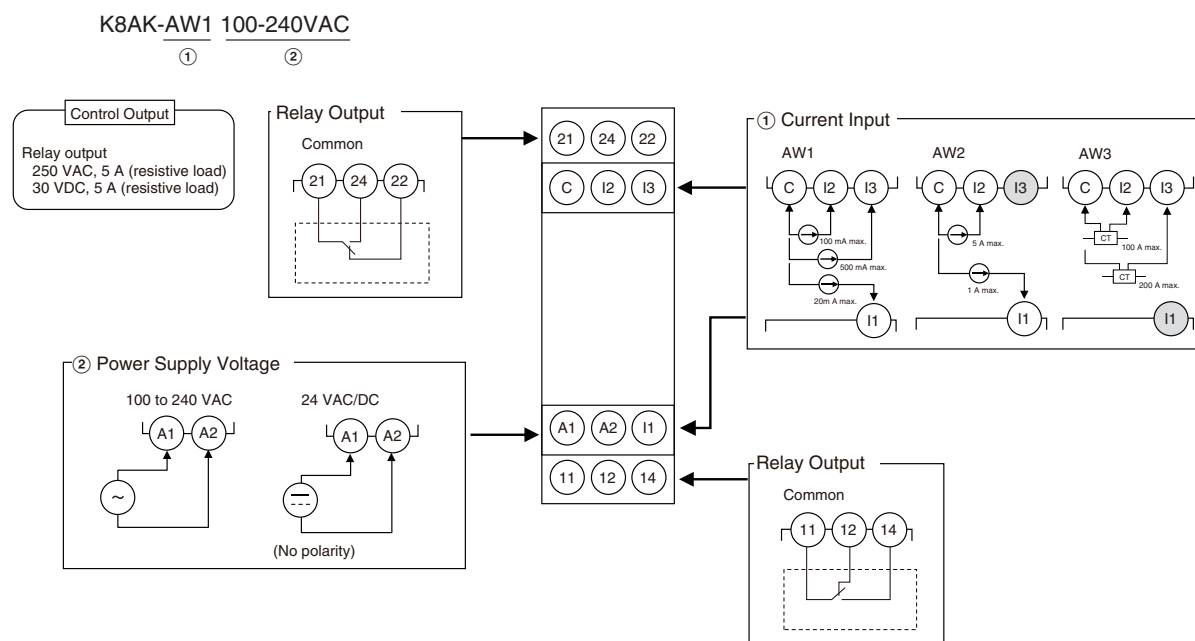 K8AK-AW1 100-240VAC
① ②
Control Output
Relay output
250 VAC, 5 A (resistive load)
30 VDC, 5 A (resistive load)
Relay Output
Common
21 24 22
21 24 22
C I2 I3
① Current Input
AW1 AW2 AW3
C I2 I3 C I2 I3 C I2 I3
100 mA max.
500 mA max.
20m A max.
I1
5 A max.
1 A max.
I1
CT
100 A max.
CT
200 A max.
I1
② Power Supply Voltage
100 to 240 VAC
A1 A2
~
24 VAC/DC
A1 A2
(No polarity)
A1 A2 I1
11 12 14
Relay Output
Common
11 12 14